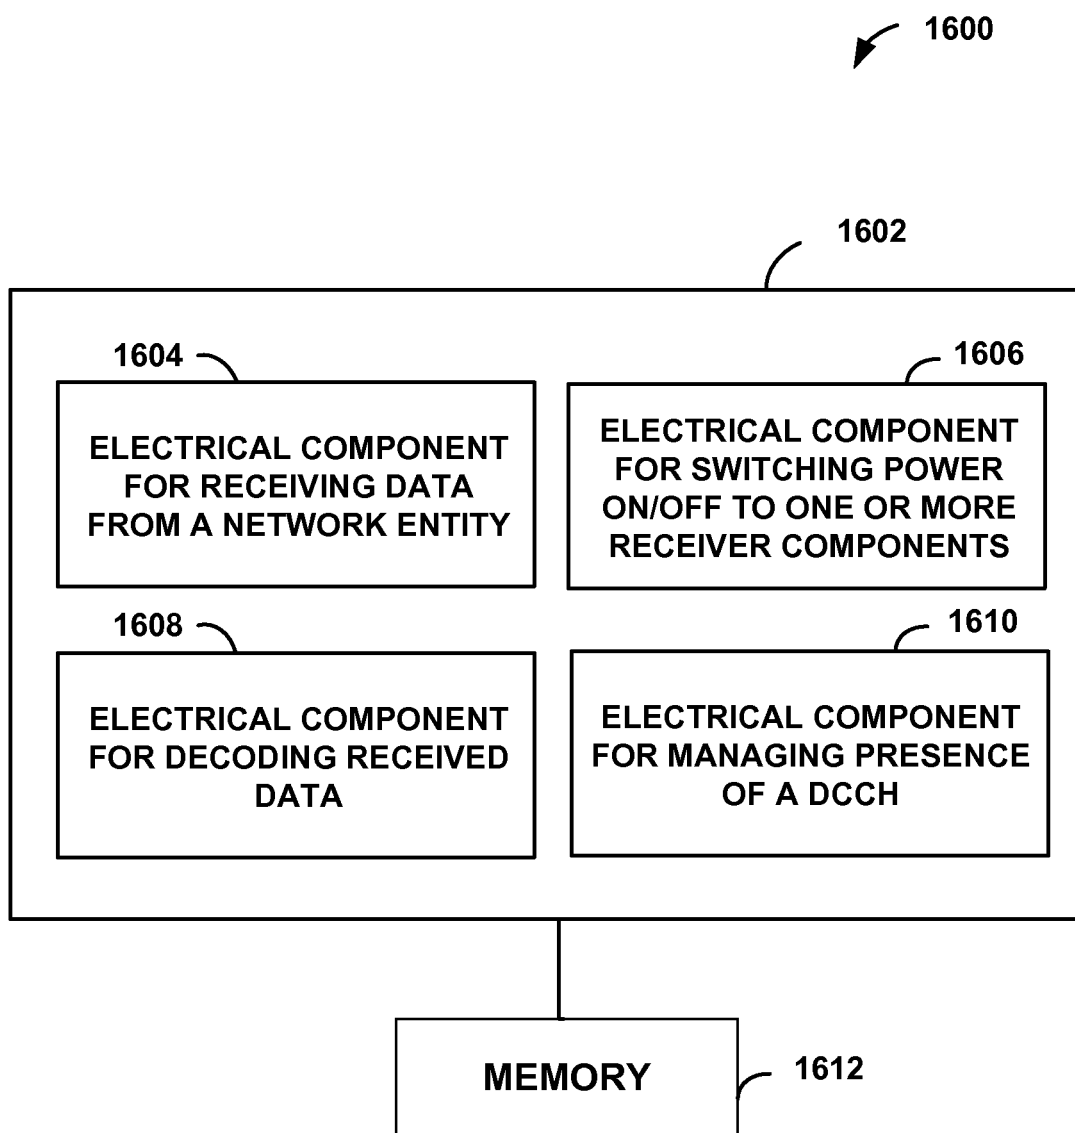 1600
1602
1604
1606
ELECTRICAL COMPONENT
FOR RECEIVING DATA
FROM A NETWORK ENTITY
ELECTRICAL COMPONENT
FOR SWITCHING POWER
ON/OFF TO ONE OR MORE
RECEIVER COMPONENTS
1608
1610
ELECTRICAL COMPONENT
FOR DECODING RECEIVED
DATA
ELECTRICAL COMPONENT
FOR MANAGING PRESENCE
OF A DCCH
MEMORY
1612